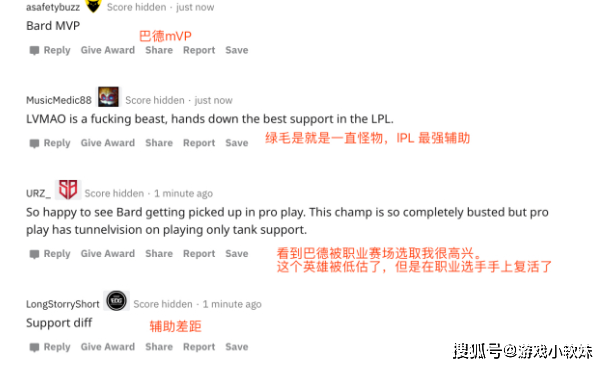 asafetybuzz Score hidden · just now
Bard MVP
巴德mVP
Reply Give Award Share Report Save
MusicMedic88 Score hidden · just now
LVMAO is a fucking beast, hands down the best support in the LPL.
绿毛是就是一直怪物，IPL 最强辅助
Reply Give Award Share Report Save
URZ_ Score hidden · 1 minute ago
So happy to see Bard getting picked up in pro play. This champ is so completely busted but pro
play has tunnelvision on playing only tank support.
Reply Give Award Share Report Save
看到巴德被职业赛场选取我很高兴。
这个英雄被低估了，但是在职业选手手上复活了
LongStorryShort Score hidden · 1 minute ago
Support diff
辅助差距
Reply Give Award Share Report Save
搜狐号@游戏小软妹